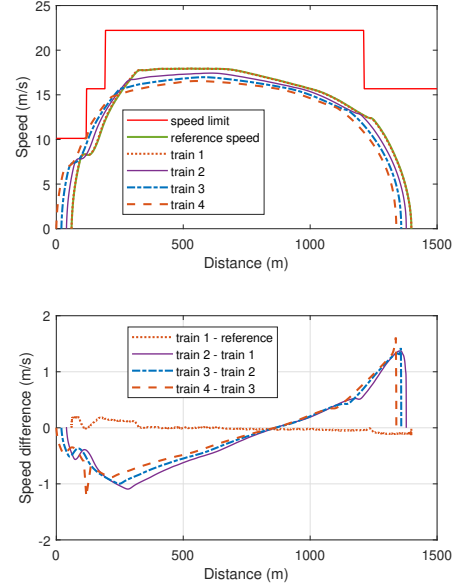 25
20
15
10
5
0
Speed (m/s)
speed limit
reference speed
train 1
train 2
train 3
train 4
0 500 1000 1500
Distance (m)
2
1
0
-1
-2
Speed difference (m/s)
train 1 - reference
train 2 - train 1
train 3 - train 2
train 4 - train 3
0 500 1000 1500
Distance (m)